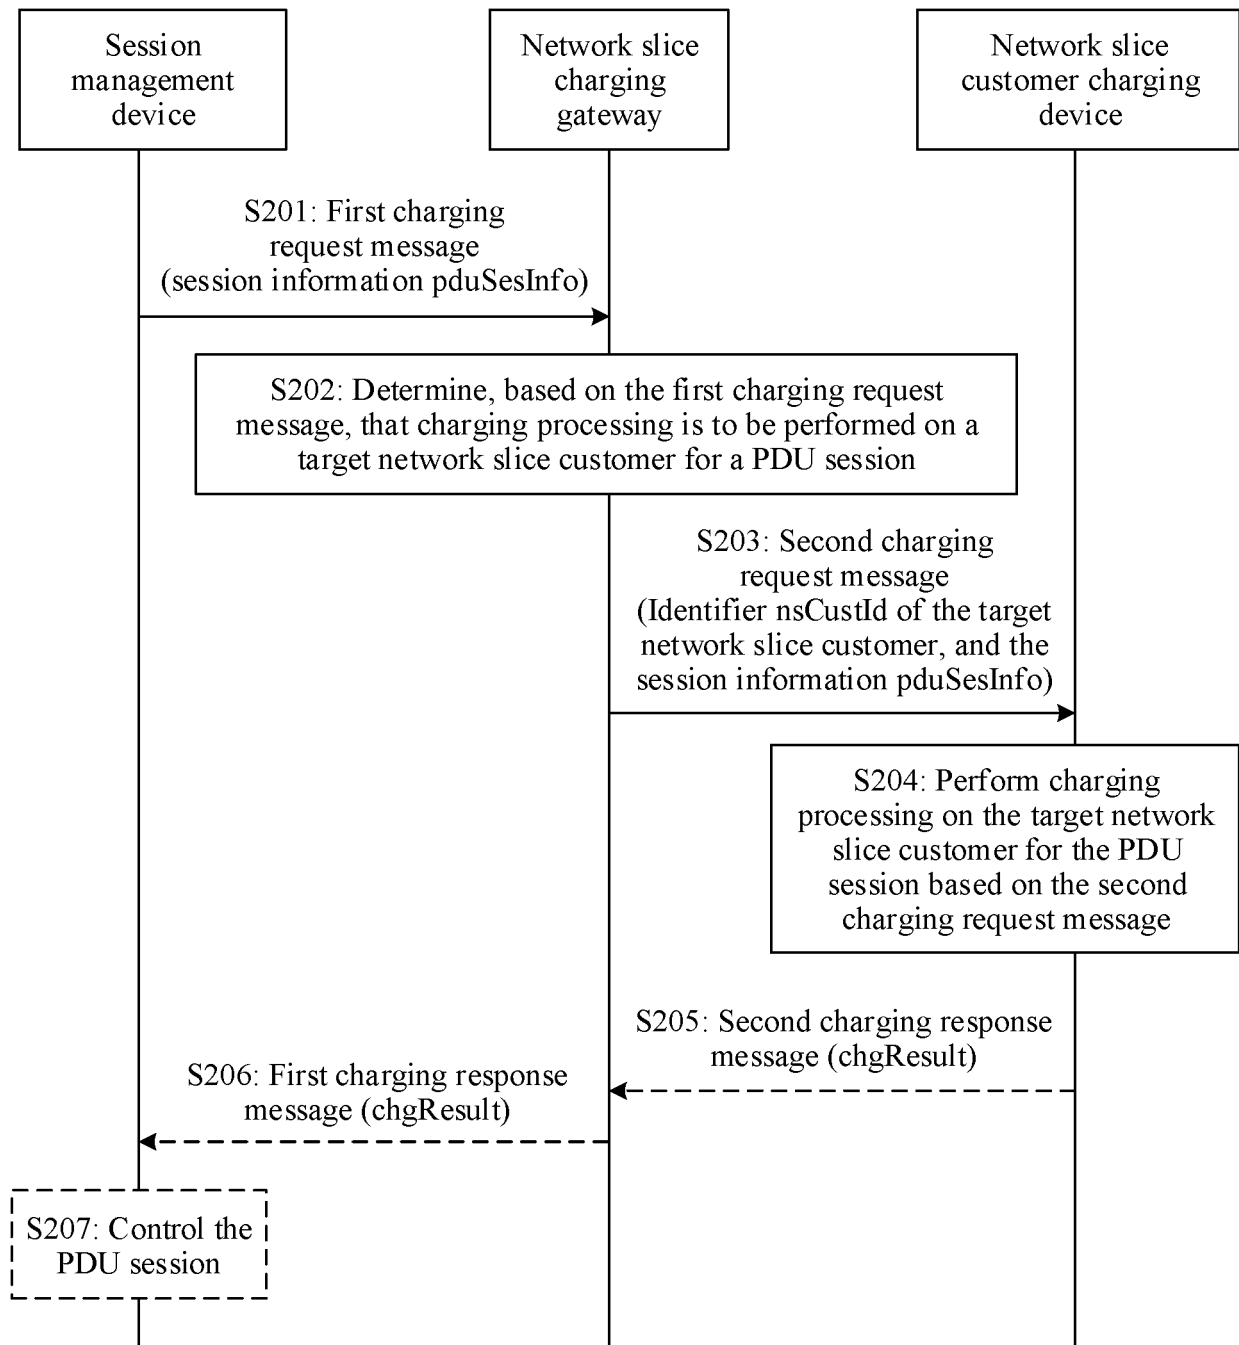 Session
management
device
Network slice
charging
gateway
Network slice
customer charging
device
S201: First charging
request message
(session information pduSesInfo)
S202: Determine, based on the first charging request
message, that charging processing is to be performed on a
target network slice customer for a PDU session
S203: Second charging
request message
(Identifier nsCustId of the target
network slice customer, and the
session information pduSesInfo)
S204: Perform charging
processing on the target network
slice customer for the PDU
session based on the second
charging request message
S205: Second charging response
message (chgResult)
S206: First charging response
message (chgResult)
S207: Control the
PDU session